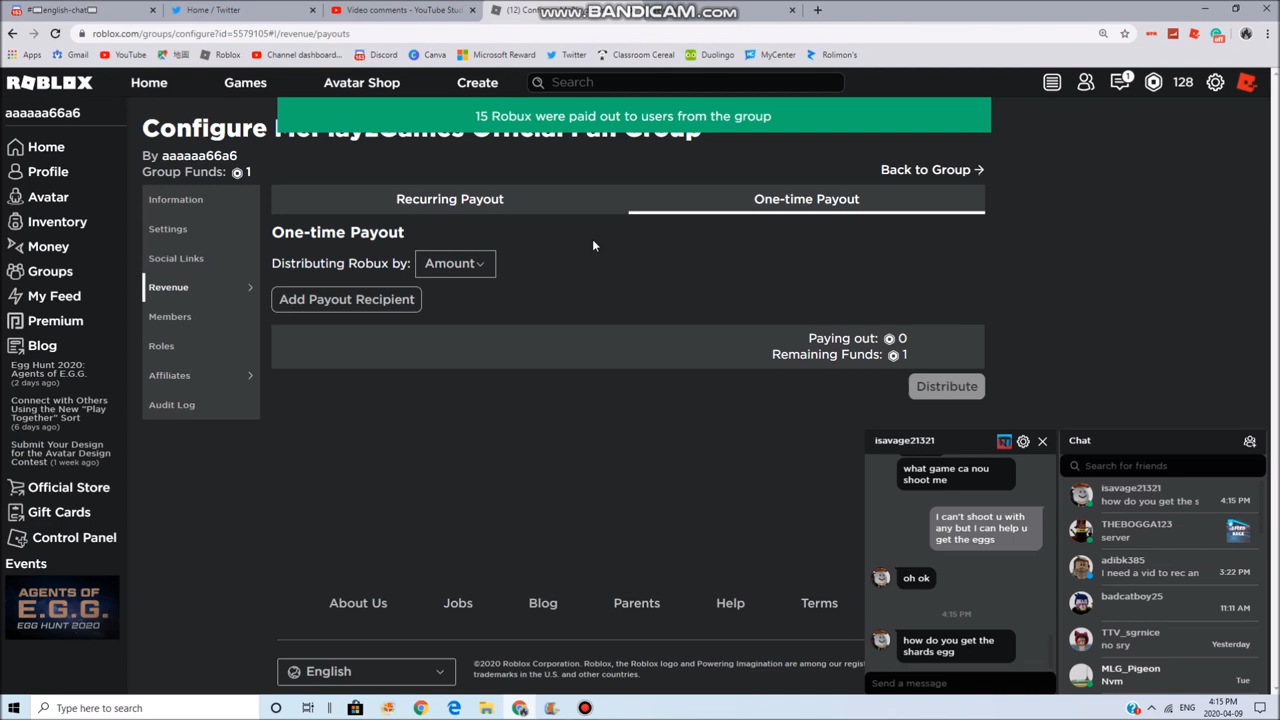 #[]english-chat
Home / Twitter
Video comments - YouTube Stud
(12)
www.BANDICAM.com
roblox.com/groups/configure?id=5579105#!/revenue/payouts
Apps
Gmail
YouTube
地图
Channel dashboard...
Discord
Canva
Microsoft Reward
Twitter
Classroom Cereal
Duolingo
MyCenter
Rolimon's
ROBLOX
Home
Games
Avatar Shop
Create
Search
1
128
aaaaaa66a6
Home
Profile
Avatar
Inventory
Money
Groups
My Feed
Premium
Blog
Egg Hunt 2020:
Agents of E.G.G.
(2 days ago)
Connect with Others
Using the New "Play
Together" Sort
(6 days ago)
Submit Your Design
for the Avatar Design
Contest (1 week ago)
Official Store
Gift Cards
Control Panel
Events
AGENTS OF
E.G.G.
EGG HUNT 2020
15 Robux were paid out to users from the group
Configure McPlayzGames Official Fan Group
By aaaaaa66a6
Group Funds: 1
Back to Group →
Information
Settings
Social Links
Revenue
Members
Roles
Affiliates
Audit Log
Recurring Payout
One-time Payout
One-time Payout
Distributing Robux by: Amount
Add Payout Recipient
Paying out: 0
Remaining Funds: 1
Distribute
About Us
Jobs
Blog
Parents
Help
Terms
English
©2020 Roblox Corporation. Roblox, the Roblox logo and Powering Imagination are among our regis
trademarks in the U.S. and other countries.
isavage21321
what game ca nou
shoot me
I can't shoot u with
any but I can help u
get the eggs
oh ok
4:15 PM
how do you get the
shards egg
Send a message
Chat
Search for friends
isavage21321
how do you get the s
4:15 PM
THEBOGGA123
server
adibk385
I need a vid to rec an
3:22 PM
badcatboy25
11:11 AM
TTV_sgrnice
no sry
Yesterday
MLG_Pigeon
Nvm
Tue
Type here to search
ENG
4:15 PM
2020-04-09